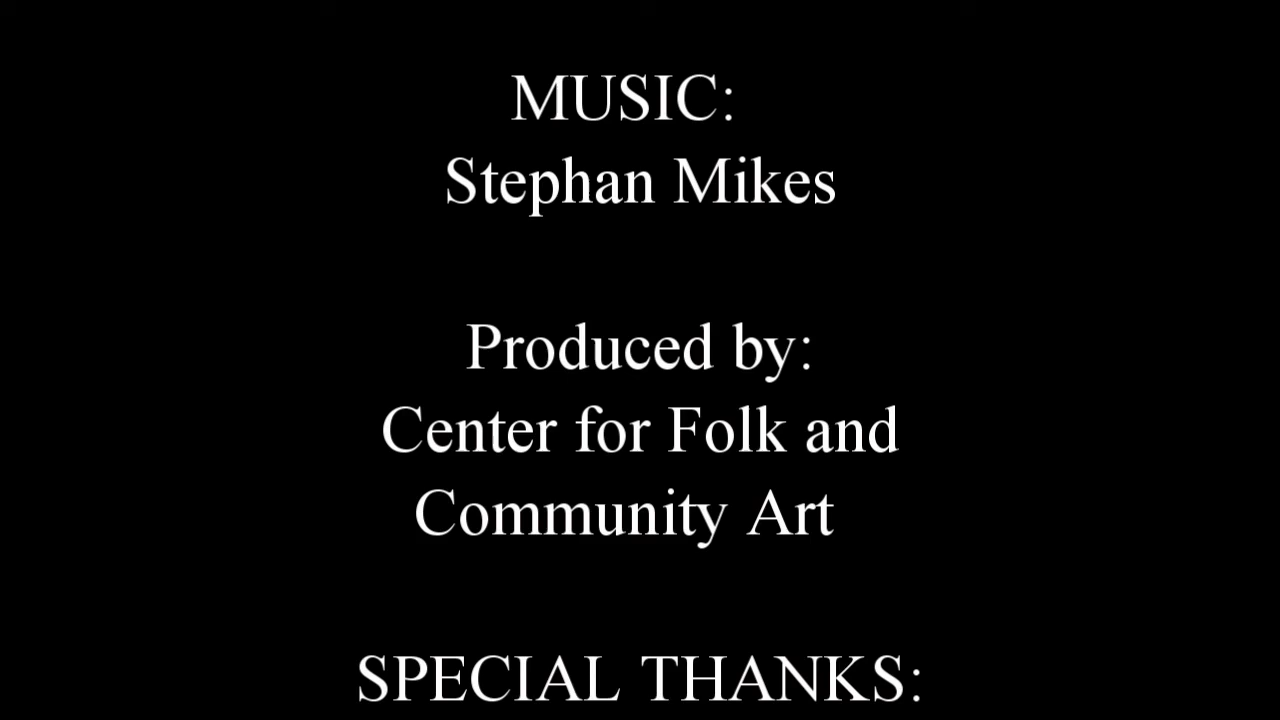 MUSIC:
Stephan Mikes
Produced by:
Center for Folk and
Community Art
SPECIAL THANKS: